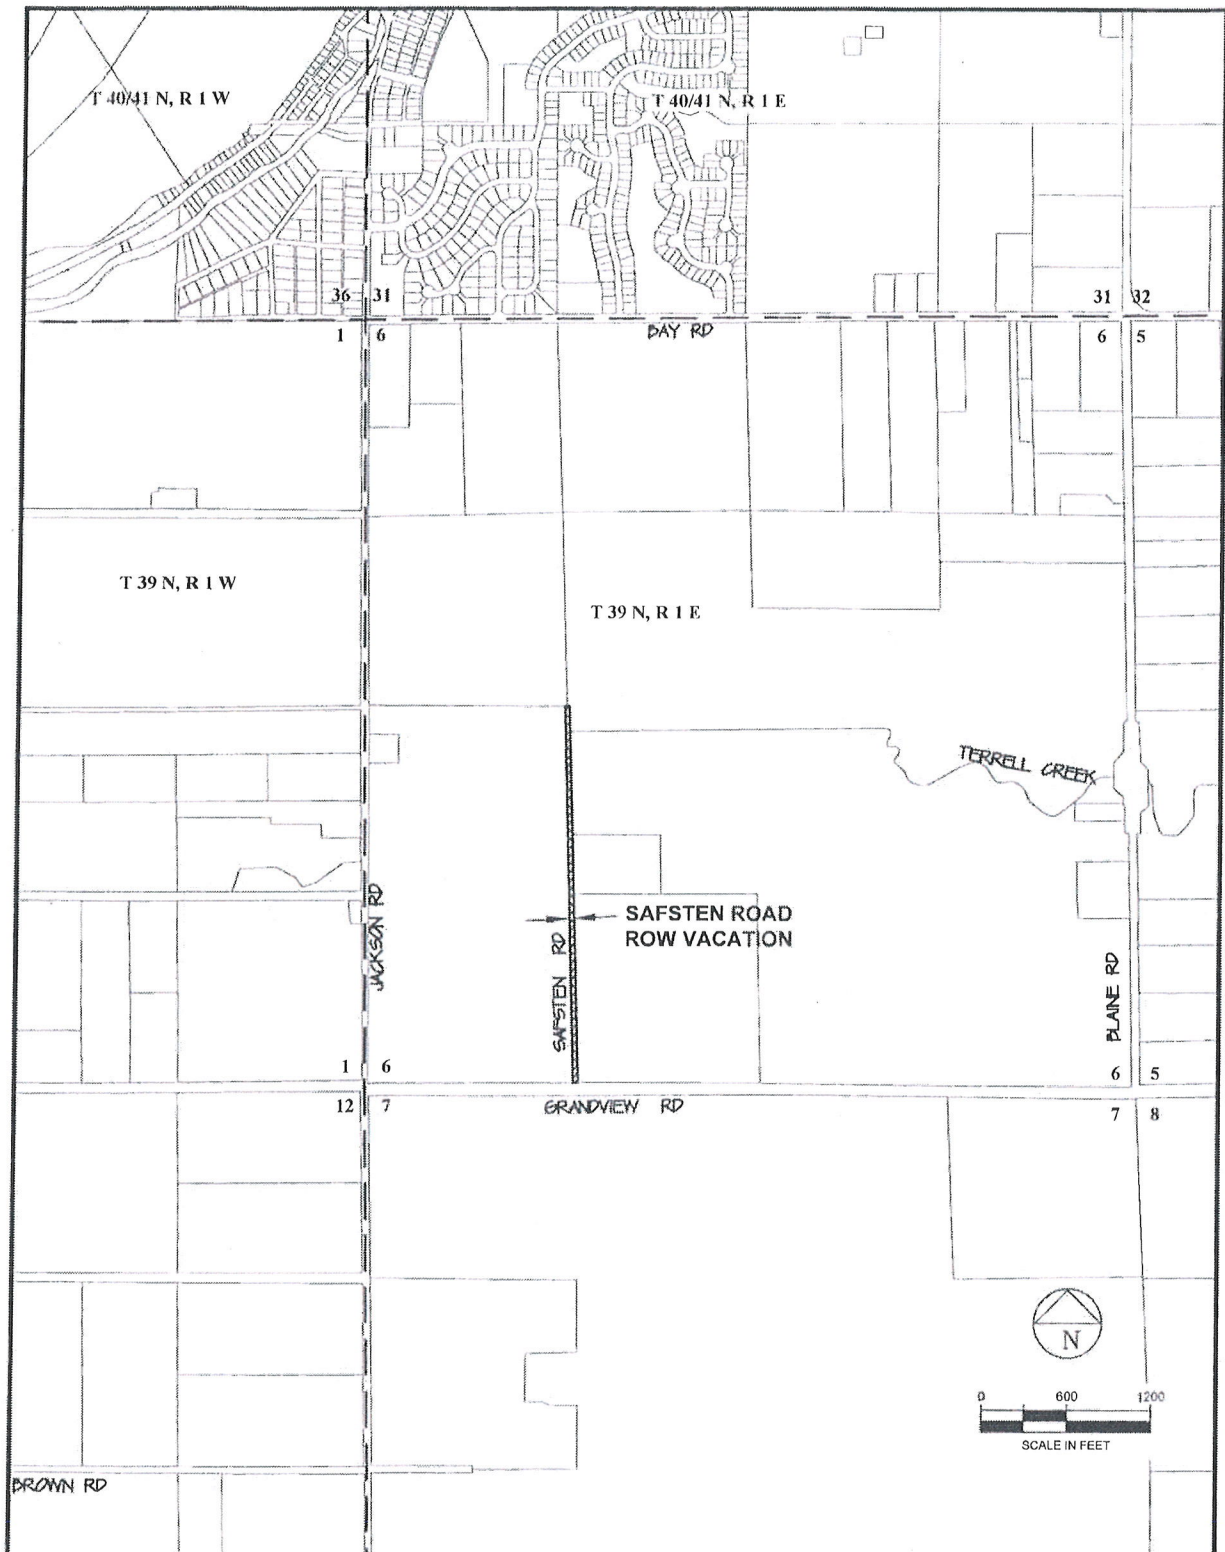 T 40/41 N, R 1 W
T 40/41 N, R 1 E
36 31
31 32
BAY RD
1 6
6 5
T 39 N, R 1 W
T 39 N, R 1 E
TERRELL CREEK
JACKSON RD
SAFSTEN ROAD
ROW VACATION
SAFSTEN RD
BLAINE RD
1 6
6 5
12 7
GRANDVIEW RD
7 8
N
0 600 1200
SCALE IN FEET
BROWN RD